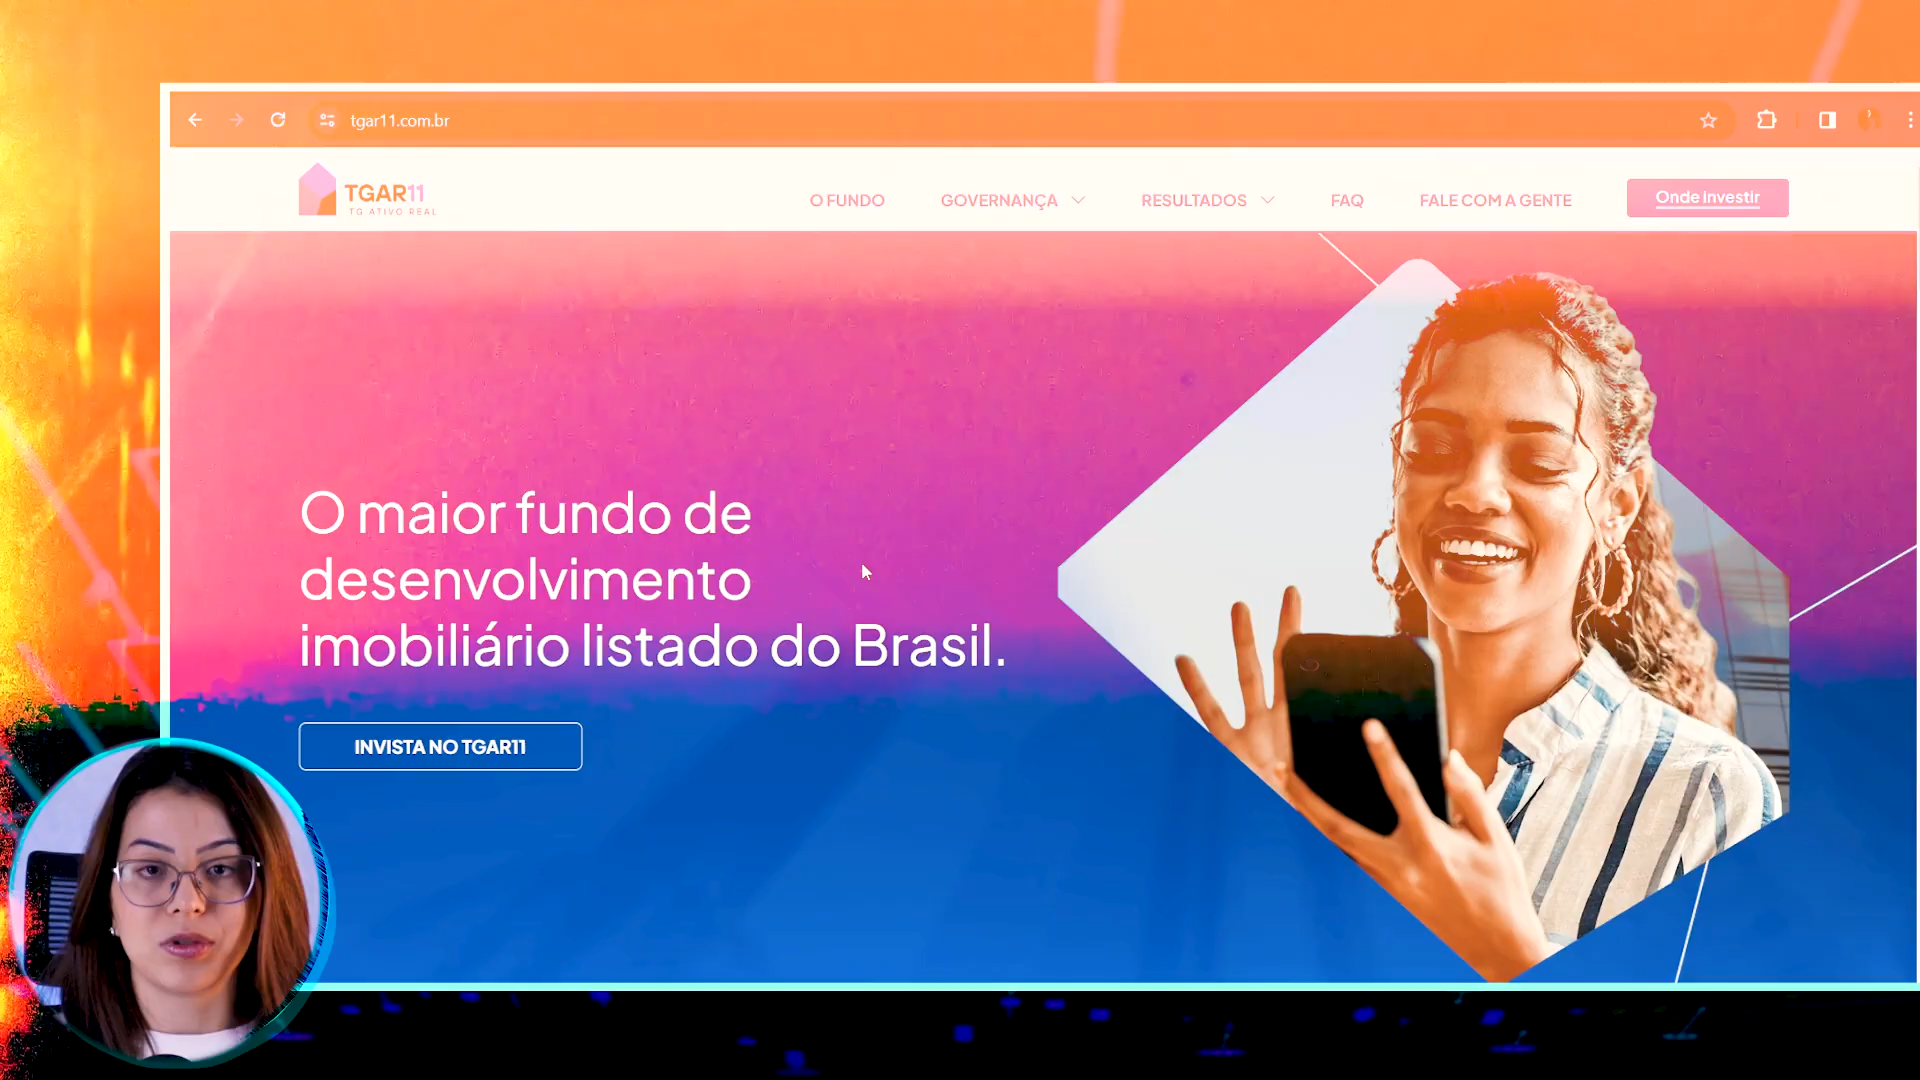 tgar11.com.br
TGAR11
TG ATIVO REAL
O FUNDO
GOVERNANÇA
RESULTADOS
FAQ
FALE COM A GENTE
Onde Investir
O maior fundo de
desenvolvimento
imobiliário listado do Brasil.
INVISTA NO TGAR11